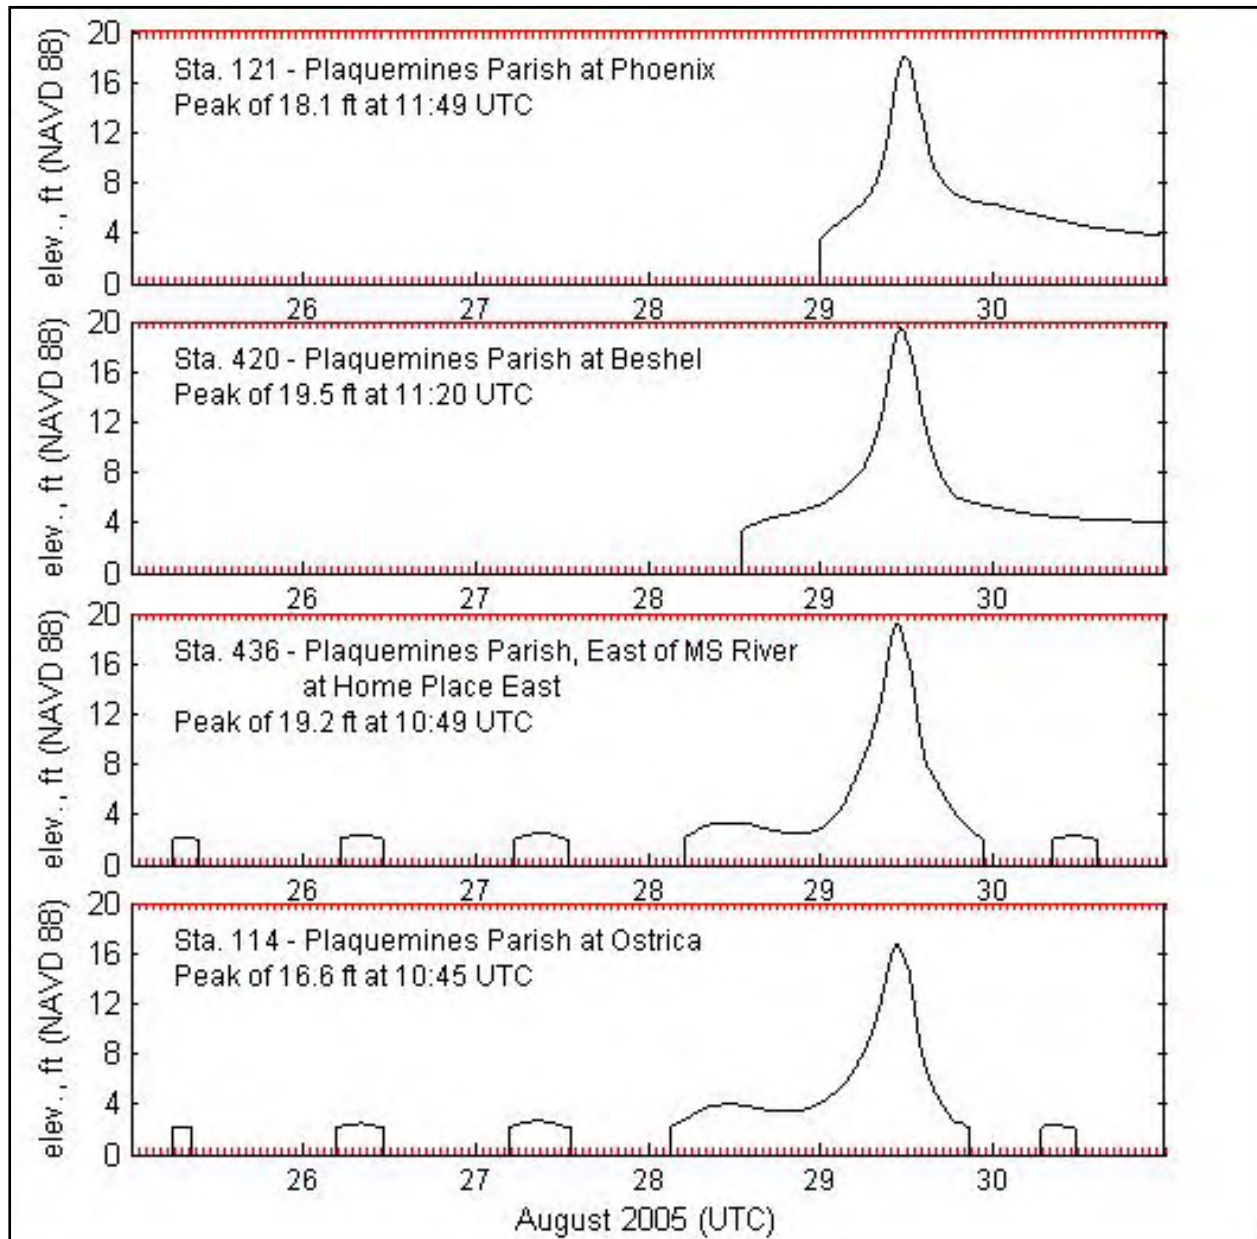 20
16
12
8
4
0
elev., ft (NAVD 88)
Sta. 121 - Plaquemines Parish at Phoenix
Peak of 18.1 ft at 11:49 UTC
26 27 28 29 30
20
16
12
8
4
0
elev., ft (NAVD 88)
Sta. 420 - Plaquemines Parish at Beshel
Peak of 19.5 ft at 11:20 UTC
26 27 28 29 30
20
16
12
8
4
0
elev., ft (NAVD 88)
Sta. 436 - Plaquemines Parish, East of MS River
at Home Place East
Peak of 19.2 ft at 10:49 UTC
26 27 28 29 30
20
16
12
8
4
0
elev., ft (NAVD 88)
Sta. 114 - Plaquemines Parish at Ostrica
Peak of 16.6 ft at 10:45 UTC
26 27 28 29 30
August 2005 (UTC)